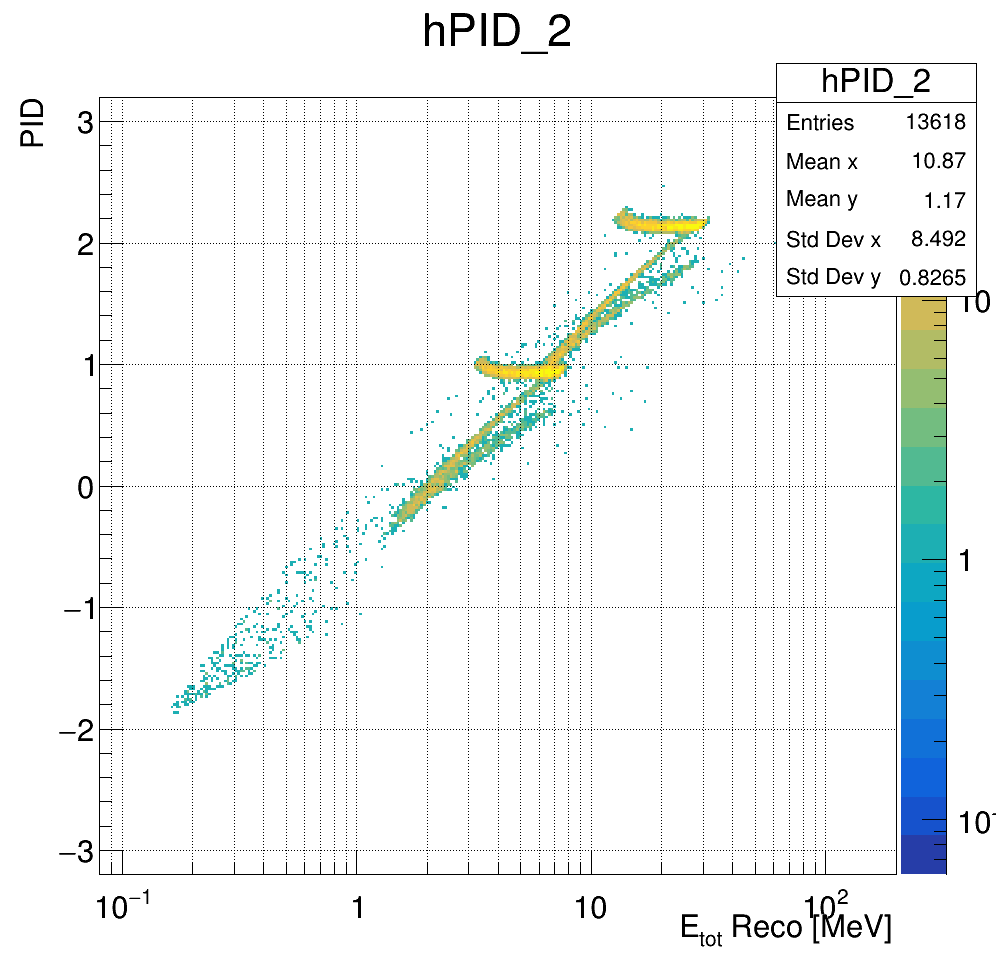 hPID_2
hPID_2
Entries 13618
Mean x 10.87
Mean y 1.17
Std Dev x 8.492
Std Dev y 0.8265
PID
3
2
1
0
−1
−2
−3
10⁻¹
1
10
10²
E_tot Reco [MeV]
10
1
10⁻